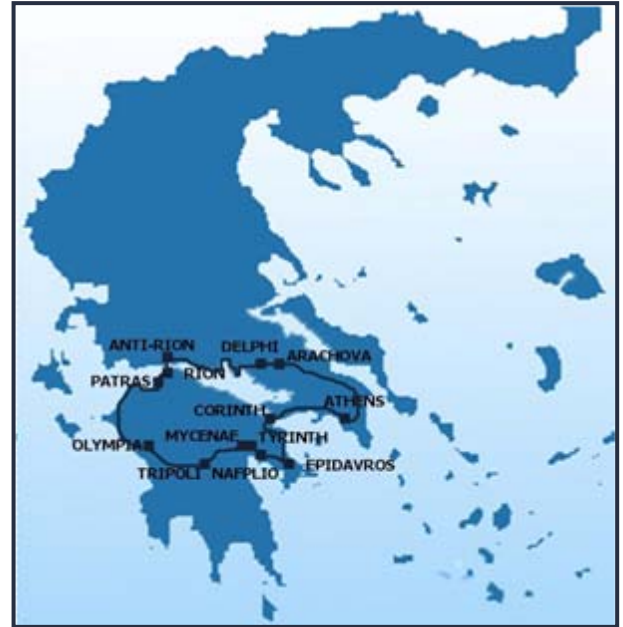 ANTI-RION
DELPHI
ARACHOVA
PATRAS
RION
CORINTH
ATHENS
OLYMPIA
MYCENAE
TYRINTH
TRIPOLI
NAFPLIO
EPIDAVROS